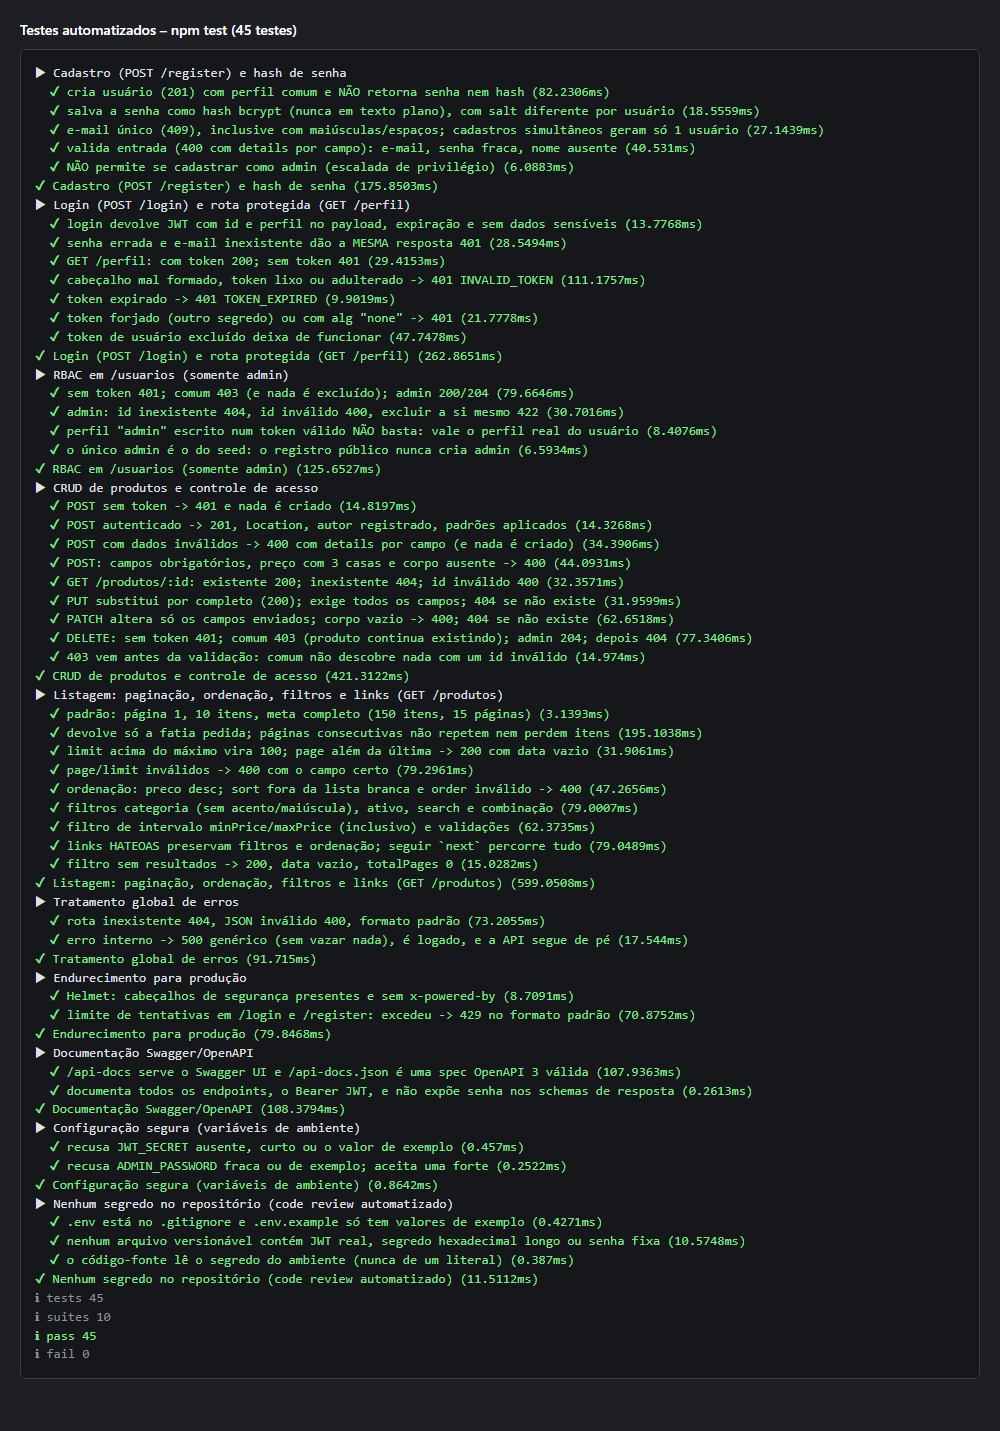 Testes automatizados – npm test (45 testes)
▶ Cadastro (POST /register) e hash de senha
✓ cria usuário (201) com perfil comum e NÃO retorna senha nem hash (82.2306ms)
✓ salva a senha como hash bcrypt (nunca em texto plano), com salt diferente por usuário (18.5559ms)
✓ e-mail único (409), inclusive com maiúsculas/espaços; cadastros simultâneos geram só 1 usuário (27.1439ms)
✓ valida entrada (400 com details por campo): e-mail, senha fraca, nome ausente (40.531ms)
✓ NÃO permite se cadastrar como admin (escalada de privilégio) (6.0883ms)
✓ Cadastro (POST /register) e hash de senha (175.8503ms)
▶ Login (POST /login) e rota protegida (GET /perfil)
✓ login devolve JWT com id e perfil no payload, expiração e sem dados sensíveis (13.7768ms)
✓ senha errada e e-mail inexistente dão a MESMA resposta 401 (28.5494ms)
✓ GET /perfil: com token 200; sem token 401 (29.4153ms)
✓ cabeçalho mal formado, token lixo ou adulterado -> 401 INVALID_TOKEN (111.1757ms)
✓ token expirado -> 401 TOKEN_EXPIRED (9.9019ms)
✓ token forjado (outro segredo) ou com alg "none" -> 401 (21.7778ms)
✓ token de usuário excluído deixa de funcionar (47.7478ms)
✓ Login (POST /login) e rota protegida (GET /perfil) (262.8651ms)
▶ RBAC em /usuarios (somente admin)
✓ sem token 401; comum 403 (e nada é excluído); admin 200/204 (79.6646ms)
✓ admin: id inexistente 404, id inválido 400, excluir a si mesmo 422 (30.7016ms)
✓ perfil "admin" escrito num token válido NÃO basta: vale o perfil real do usuário (8.4076ms)
✓ o único admin é o do seed: o registro público nunca cria admin (6.5934ms)
✓ RBAC em /usuarios (somente admin) (125.6527ms)
▶ CRUD de produtos e controle de acesso
✓ POST sem token -> 401 e nada é criado (14.8197ms)
✓ POST autenticado -> 201, Location, autor registrado, padrões aplicados (14.3268ms)
✓ POST com dados inválidos -> 400 com details por campo (e nada é criado) (34.3906ms)
✓ POST: campos obrigatórios, preço com 3 casas e corpo ausente -> 400 (44.0931ms)
✓ GET /produtos/:id: existente 200; inexistente 404; id inválido 400 (32.3571ms)
✓ PUT substitui por completo (200); exige todos os campos; 404 se não existe (31.9599ms)
✓ PATCH altera só os campos enviados; corpo vazio -> 400; 404 se não existe (62.6518ms)
✓ DELETE: sem token 401; comum 403 (produto continua existindo); admin 204; depois 404 (77.3406ms)
✓ 403 vem antes da validação: comum não descobre nada com um id inválido (14.974ms)
✓ CRUD de produtos e controle de acesso (421.3122ms)
▶ Listagem: paginação, ordenação, filtros e links (GET /produtos)
✓ padrão: página 1, 10 itens, meta completo (150 itens, 15 páginas) (3.1393ms)
✓ devolve só a fatia pedida; páginas consecutivas não repetem nem perdem itens (195.1038ms)
✓ limit acima do máximo vira 100; page além da última -> 200 com data vazio (31.9061ms)
✓ page/limit inválidos -> 400 com o campo certo (79.2961ms)
✓ ordenação: preco desc; sort fora da lista branca e order inválido -> 400 (47.2656ms)
✓ filtros categoria (sem acento/maiúscula), ativo, search e combinação (79.0007ms)
✓ filtro de intervalo minPrice/maxPrice (inclusivo) e validações (62.3735ms)
✓ links HATEOAS preservam filtros e ordenação; seguir `next` percorre tudo (79.0489ms)
✓ filtro sem resultados -> 200, data vazio, totalPages 0 (15.0282ms)
✓ Listagem: paginação, ordenação, filtros e links (GET /produtos) (599.0508ms)
▶ Tratamento global de erros
✓ rota inexistente 404, JSON inválido 400, formato padrão (73.2055ms)
✓ erro interno -> 500 genérico (sem vazar nada), é logado, e a API segue de pé (17.544ms)
✓ Tratamento global de erros (91.715ms)
▶ Endurecimento para produção
✓ Helmet: cabeçalhos de segurança presentes e sem x-powered-by (8.7091ms)
✓ limite de tentativas em /login e /register: excedeu -> 429 no formato padrão (70.8752ms)
✓ Endurecimento para produção (79.8468ms)
▶ Documentação Swagger/OpenAPI
✓ /api-docs serve o Swagger UI e /api-docs.json é uma spec OpenAPI 3 válida (107.9363ms)
✓ documenta todos os endpoints, o Bearer JWT, e não expõe senha nos schemas de resposta (0.2613ms)
✓ Documentação Swagger/OpenAPI (108.3794ms)
▶ Configuração segura (variáveis de ambiente)
✓ recusa JWT_SECRET ausente, curto ou o valor de exemplo (0.457ms)
✓ recusa ADMIN_PASSWORD fraca ou de exemplo; aceita uma forte (0.2522ms)
✓ Configuração segura (variáveis de ambiente) (0.8642ms)
▶ Nenhum segredo no repositório (code review automatizado)
✓ .env está no .gitignore e .env.example só tem valores de exemplo (0.4271ms)
✓ nenhum arquivo versionável contém JWT real, segredo hexadecimal longo ou senha fixa (10.5748ms)
✓ o código-fonte lê o segredo do ambiente (nunca de um literal) (0.387ms)
✓ Nenhum segredo no repositório (code review automatizado) (11.5112ms)
ℹ tests 45
ℹ suites 10
ℹ pass 45
ℹ fail 0